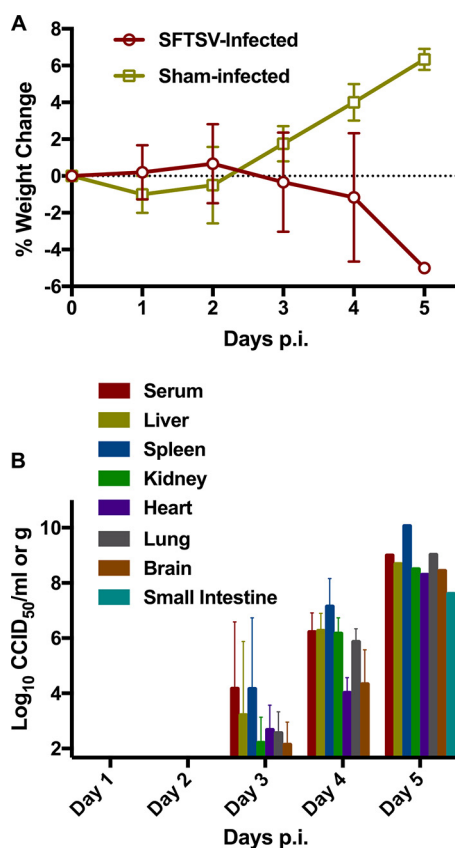 A
SFTSV-Infected
Sham-infected
% Weight Change
8
6
4
2
0
-2
-4
-6
0 1 2 3 4 5
Days p.i.
Serum
Liver
Spleen
Kidney
Heart
Lung
Brain
Small Intestine
B
Log10 CCID50/ml or g
10
8
6
4
2
Day 1 Day 2 Day 3 Day 4 Day 5
Days p.i.